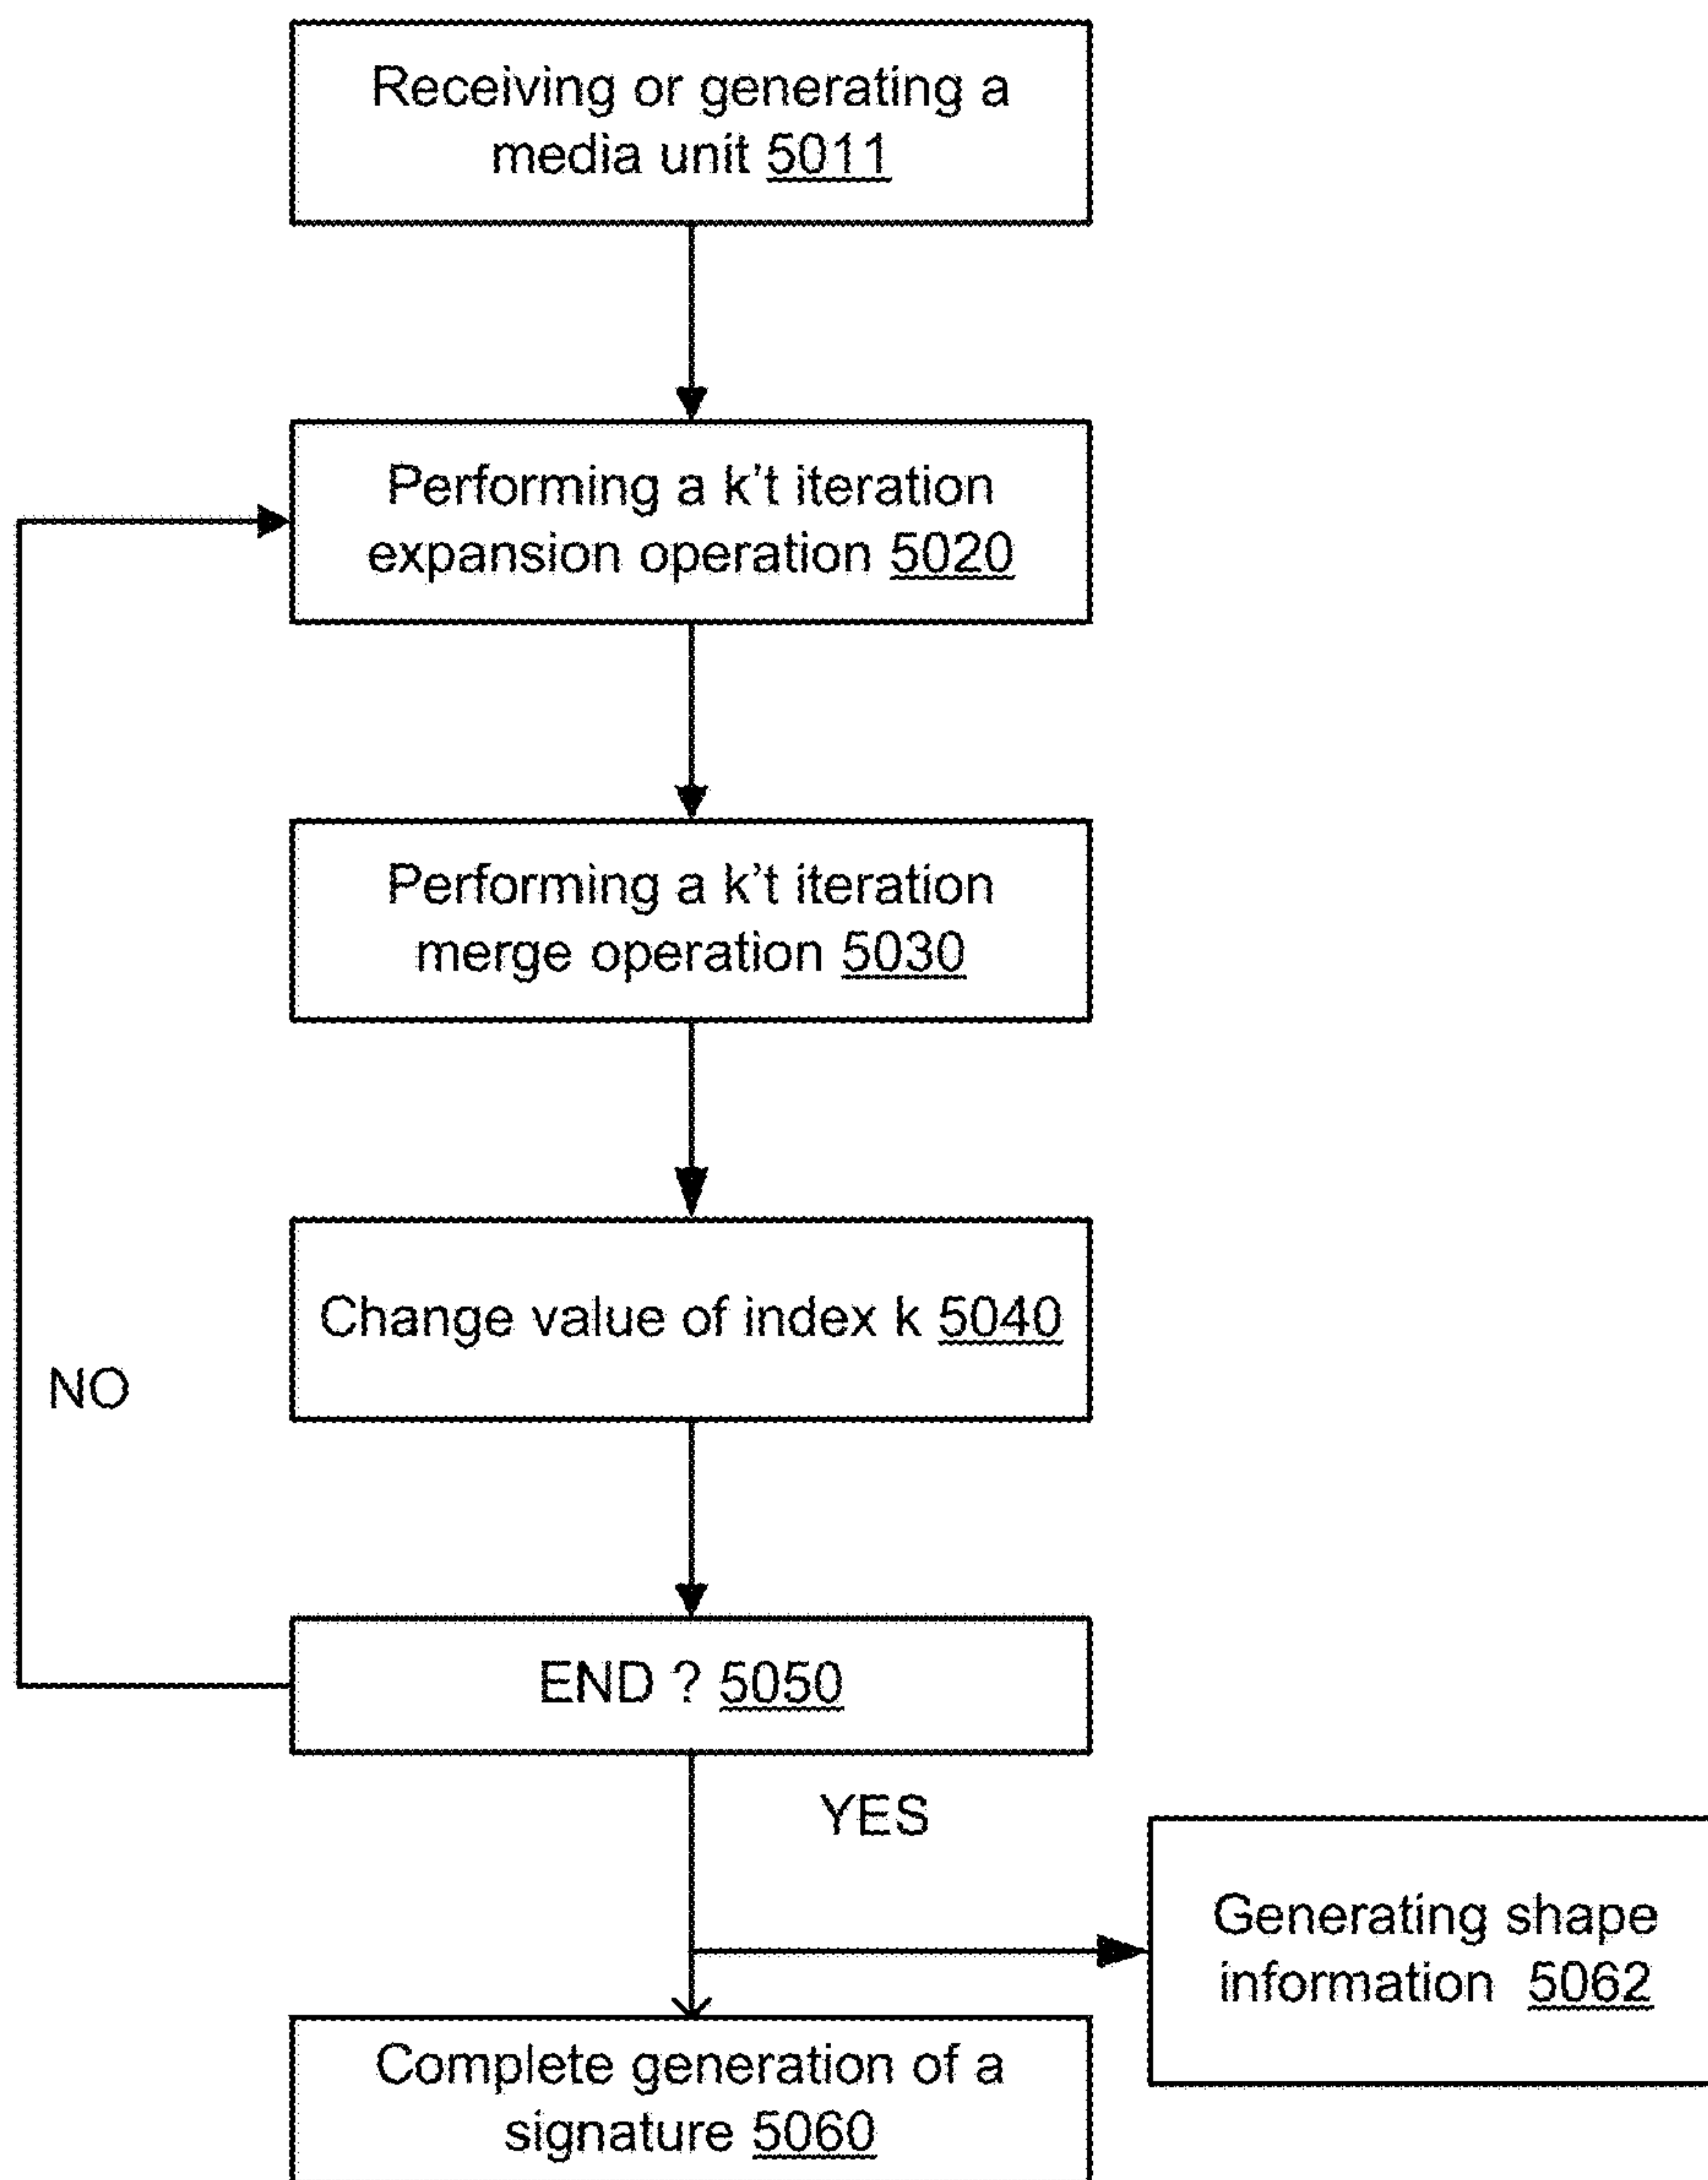 Receiving or generating a
media unit 5011
Performing a k't iteration
expansion operation 5020
Performing a k't iteration
merge operation 5030
Change value of index k 5040
NO
END ? 5050
YES
Generating shape
information 5062
Complete generation of a
signature 5060